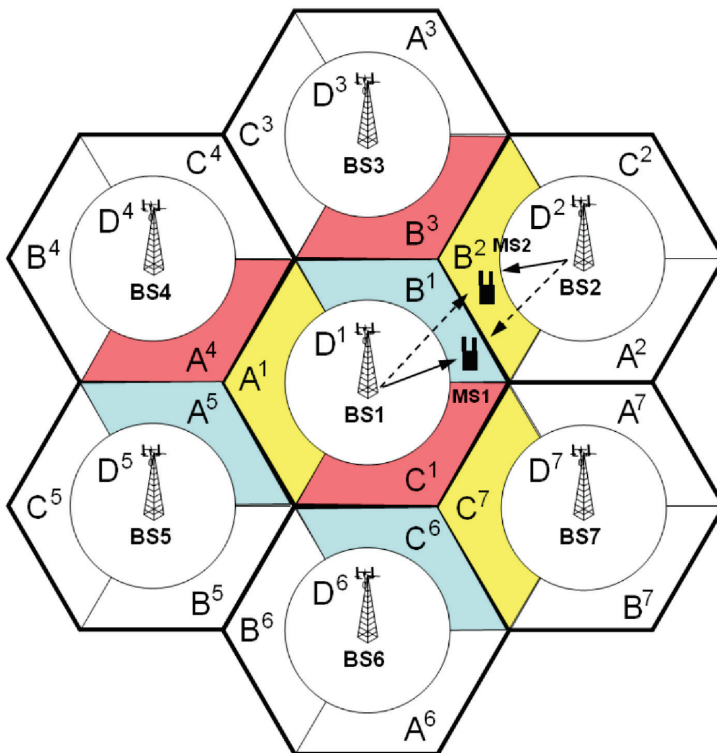 A³
D³
C³
BS3
C⁴
C²
D⁴
D²
B³
B⁴
B²
MS2
BS4
BS2
B¹
D¹
A⁴
A¹
A²
MS1
BS1
A⁵
A⁷
D⁵
D⁷
C¹
C⁵
C⁷
BS5
BS7
C⁶
D⁶
B⁵
B⁷
B⁶
BS6
A⁶